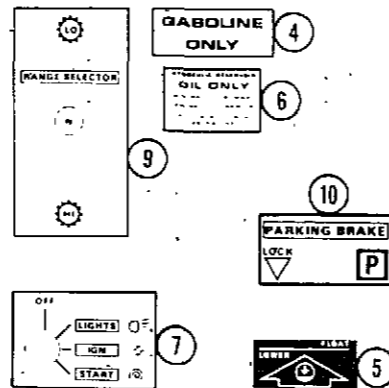 LO
GASOLINE
ONLY
4
RANGE SELECTOR
OIL ONLY
6
N
9
HI
10
PARKING BRAKE
LOCK
P
OFF
LIGHTS
IGN
START
7
FLOAT
LOWER
5